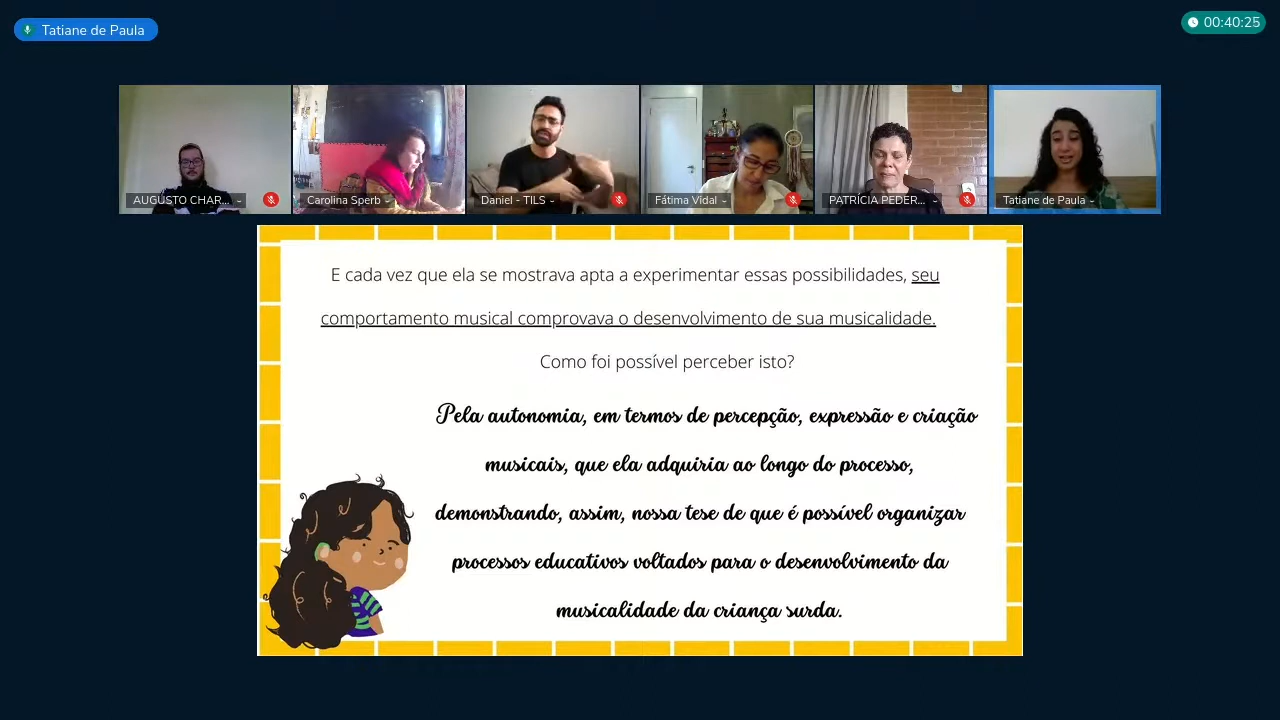 Tatiane de Paula
00:40:25
AUGUSTO CHAR...
Carolina Sperb
Daniel - TILS
Fátima Vidal
PATRÍCIA PEDER...
Tatiane de Paula
E cada vez que ela se mostrava apta a experimentar essas possibilidades, seu
comportamento musical comprovava o desenvolvimento de sua musicalidade.
Como foi possível perceber isto?
Pela autonomia, em termos de percepção, expressão e criação
musicais, que ela adquiria ao longo do processo,
demonstrando, assim, nossa tese de que é possível organizar
processos educativos voltados para o desenvolvimento da
musicalidade da criança surda.